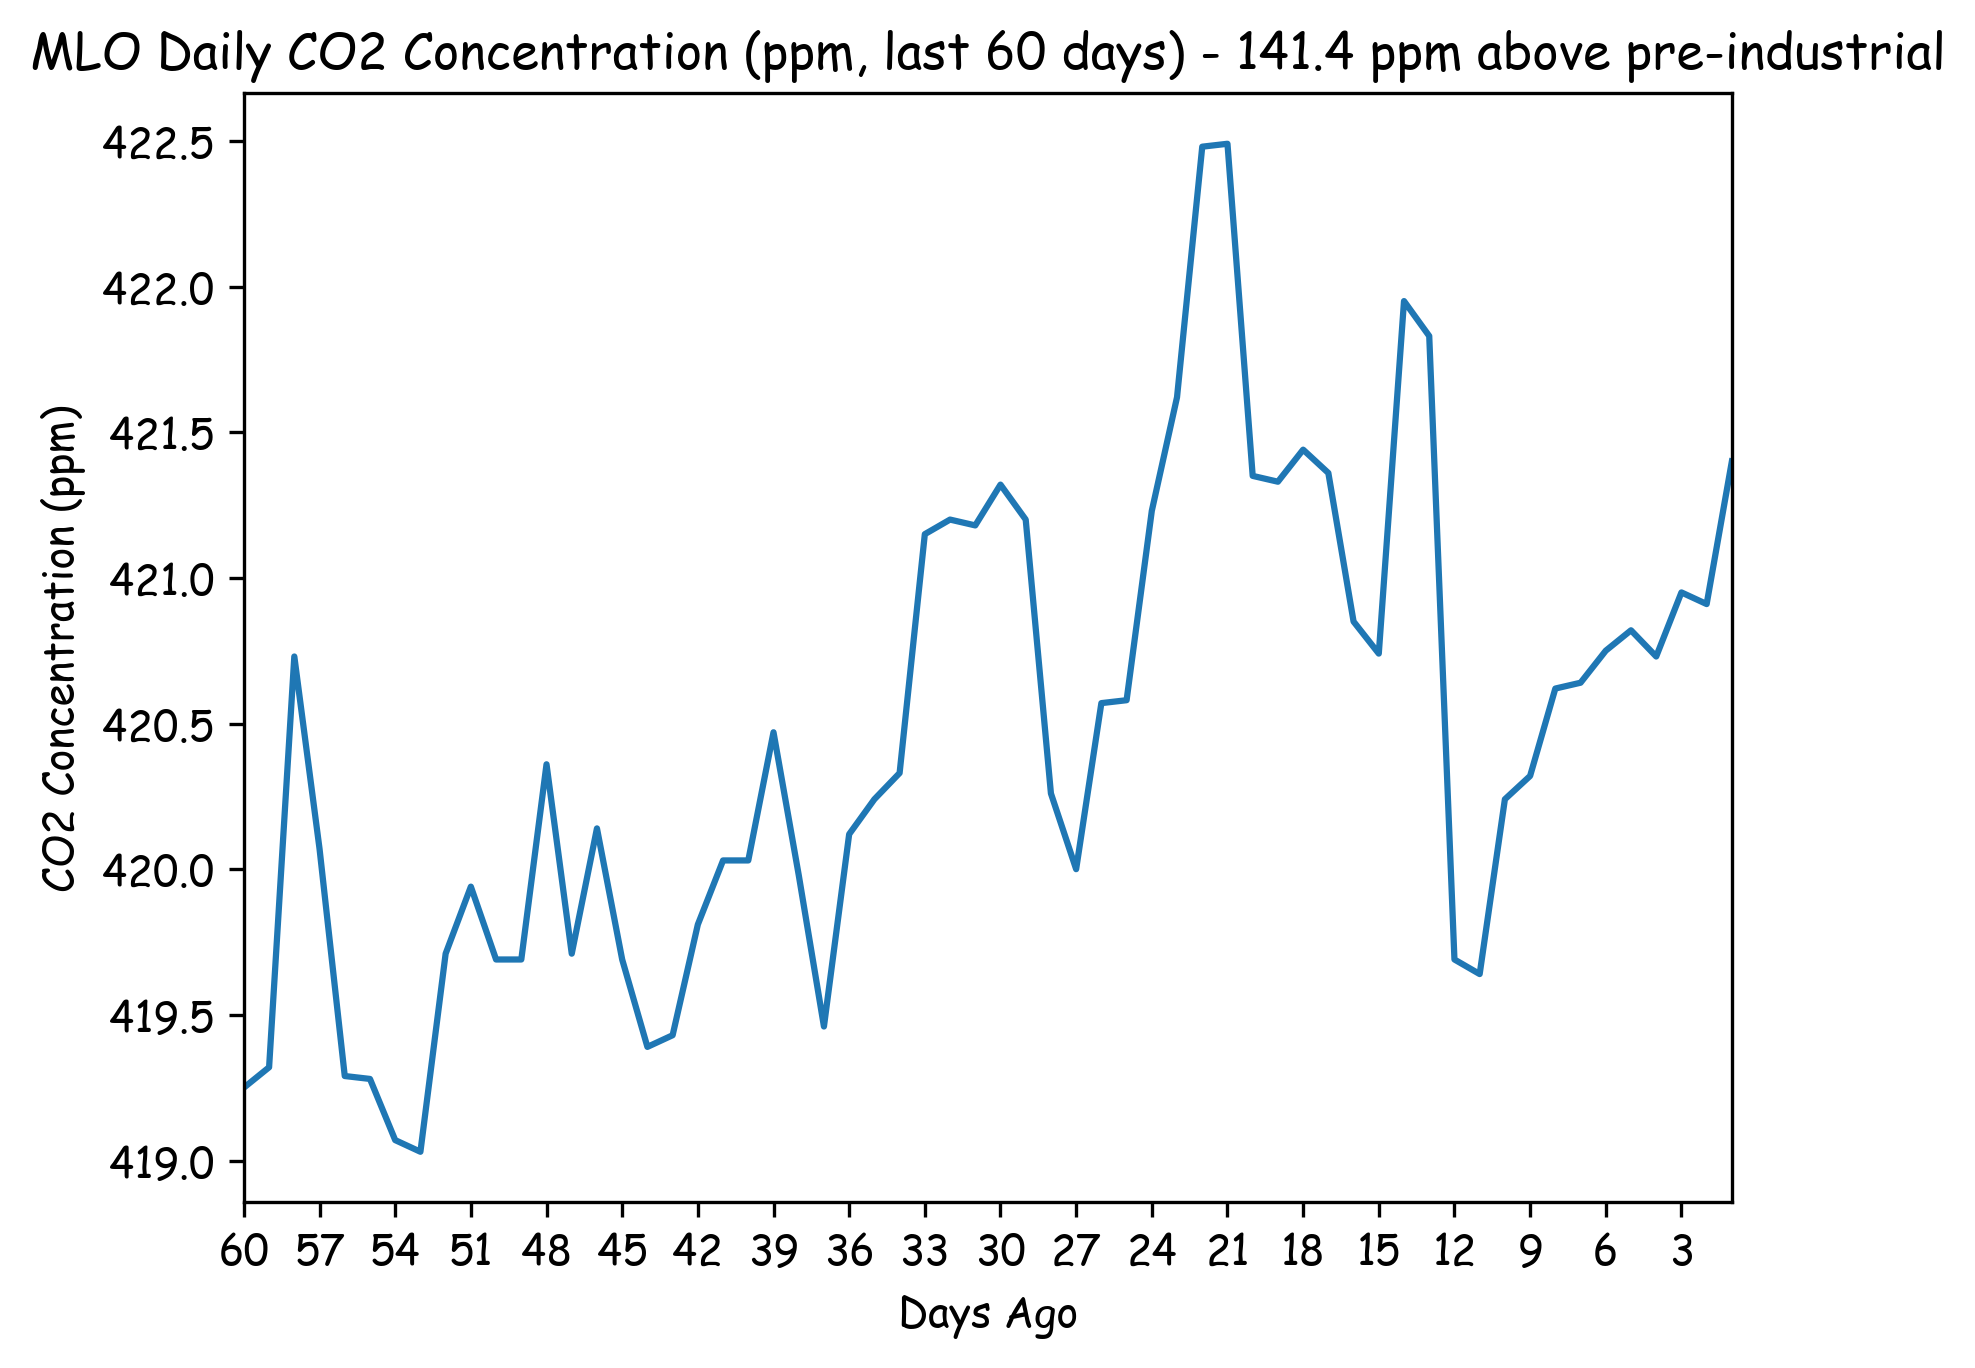 MLO Daily CO2 Concentration (ppm, last 60 days) - 141.4 ppm above pre-industrial
CO2 Concentration (ppm)
422.5
422.0
421.5
421.0
420.5
420.0
419.5
419.0
60 57 54 51 48 45 42 39 36 33 30 27 24 21 18 15 12 9 6 3
Days Ago